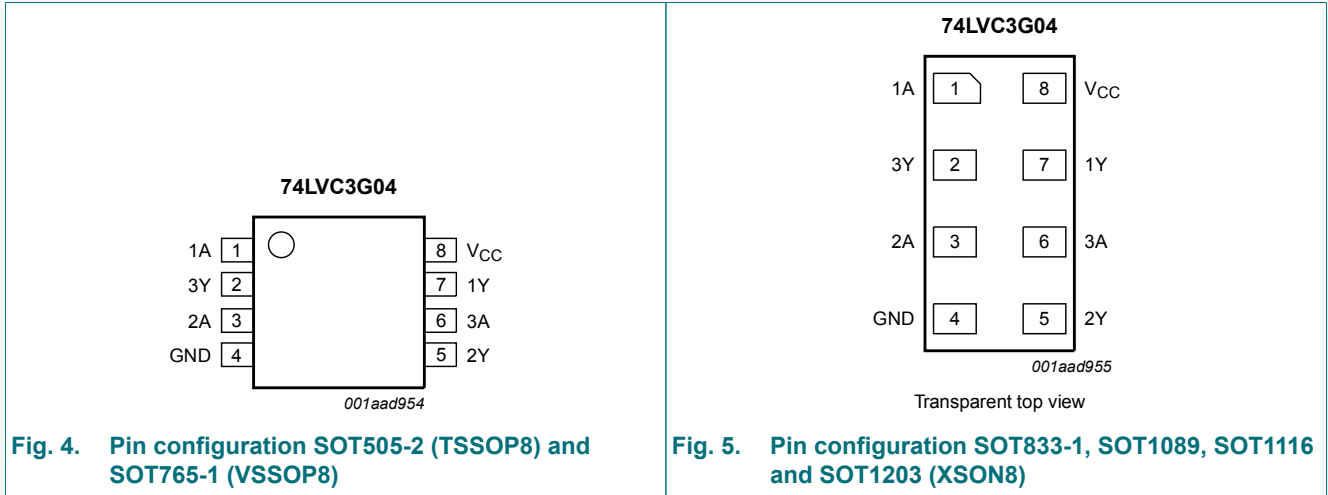 74LVC3G04
1A 1 8 VCC
3Y 2 7 1Y
2A 3 6 3A
GND 4 5 2Y
001aad954
Fig. 4. Pin configuration SOT505-2 (TSSOP8) and
SOT765-1 (VSSOP8)
74LVC3G04
1A 1 8 VCC
3Y 2 7 1Y
2A 3 6 3A
GND 4 5 2Y
001aad955
Transparent top view
Fig. 5. Pin configuration SOT833-1, SOT1089, SOT1116
and SOT1203 (XSON8)